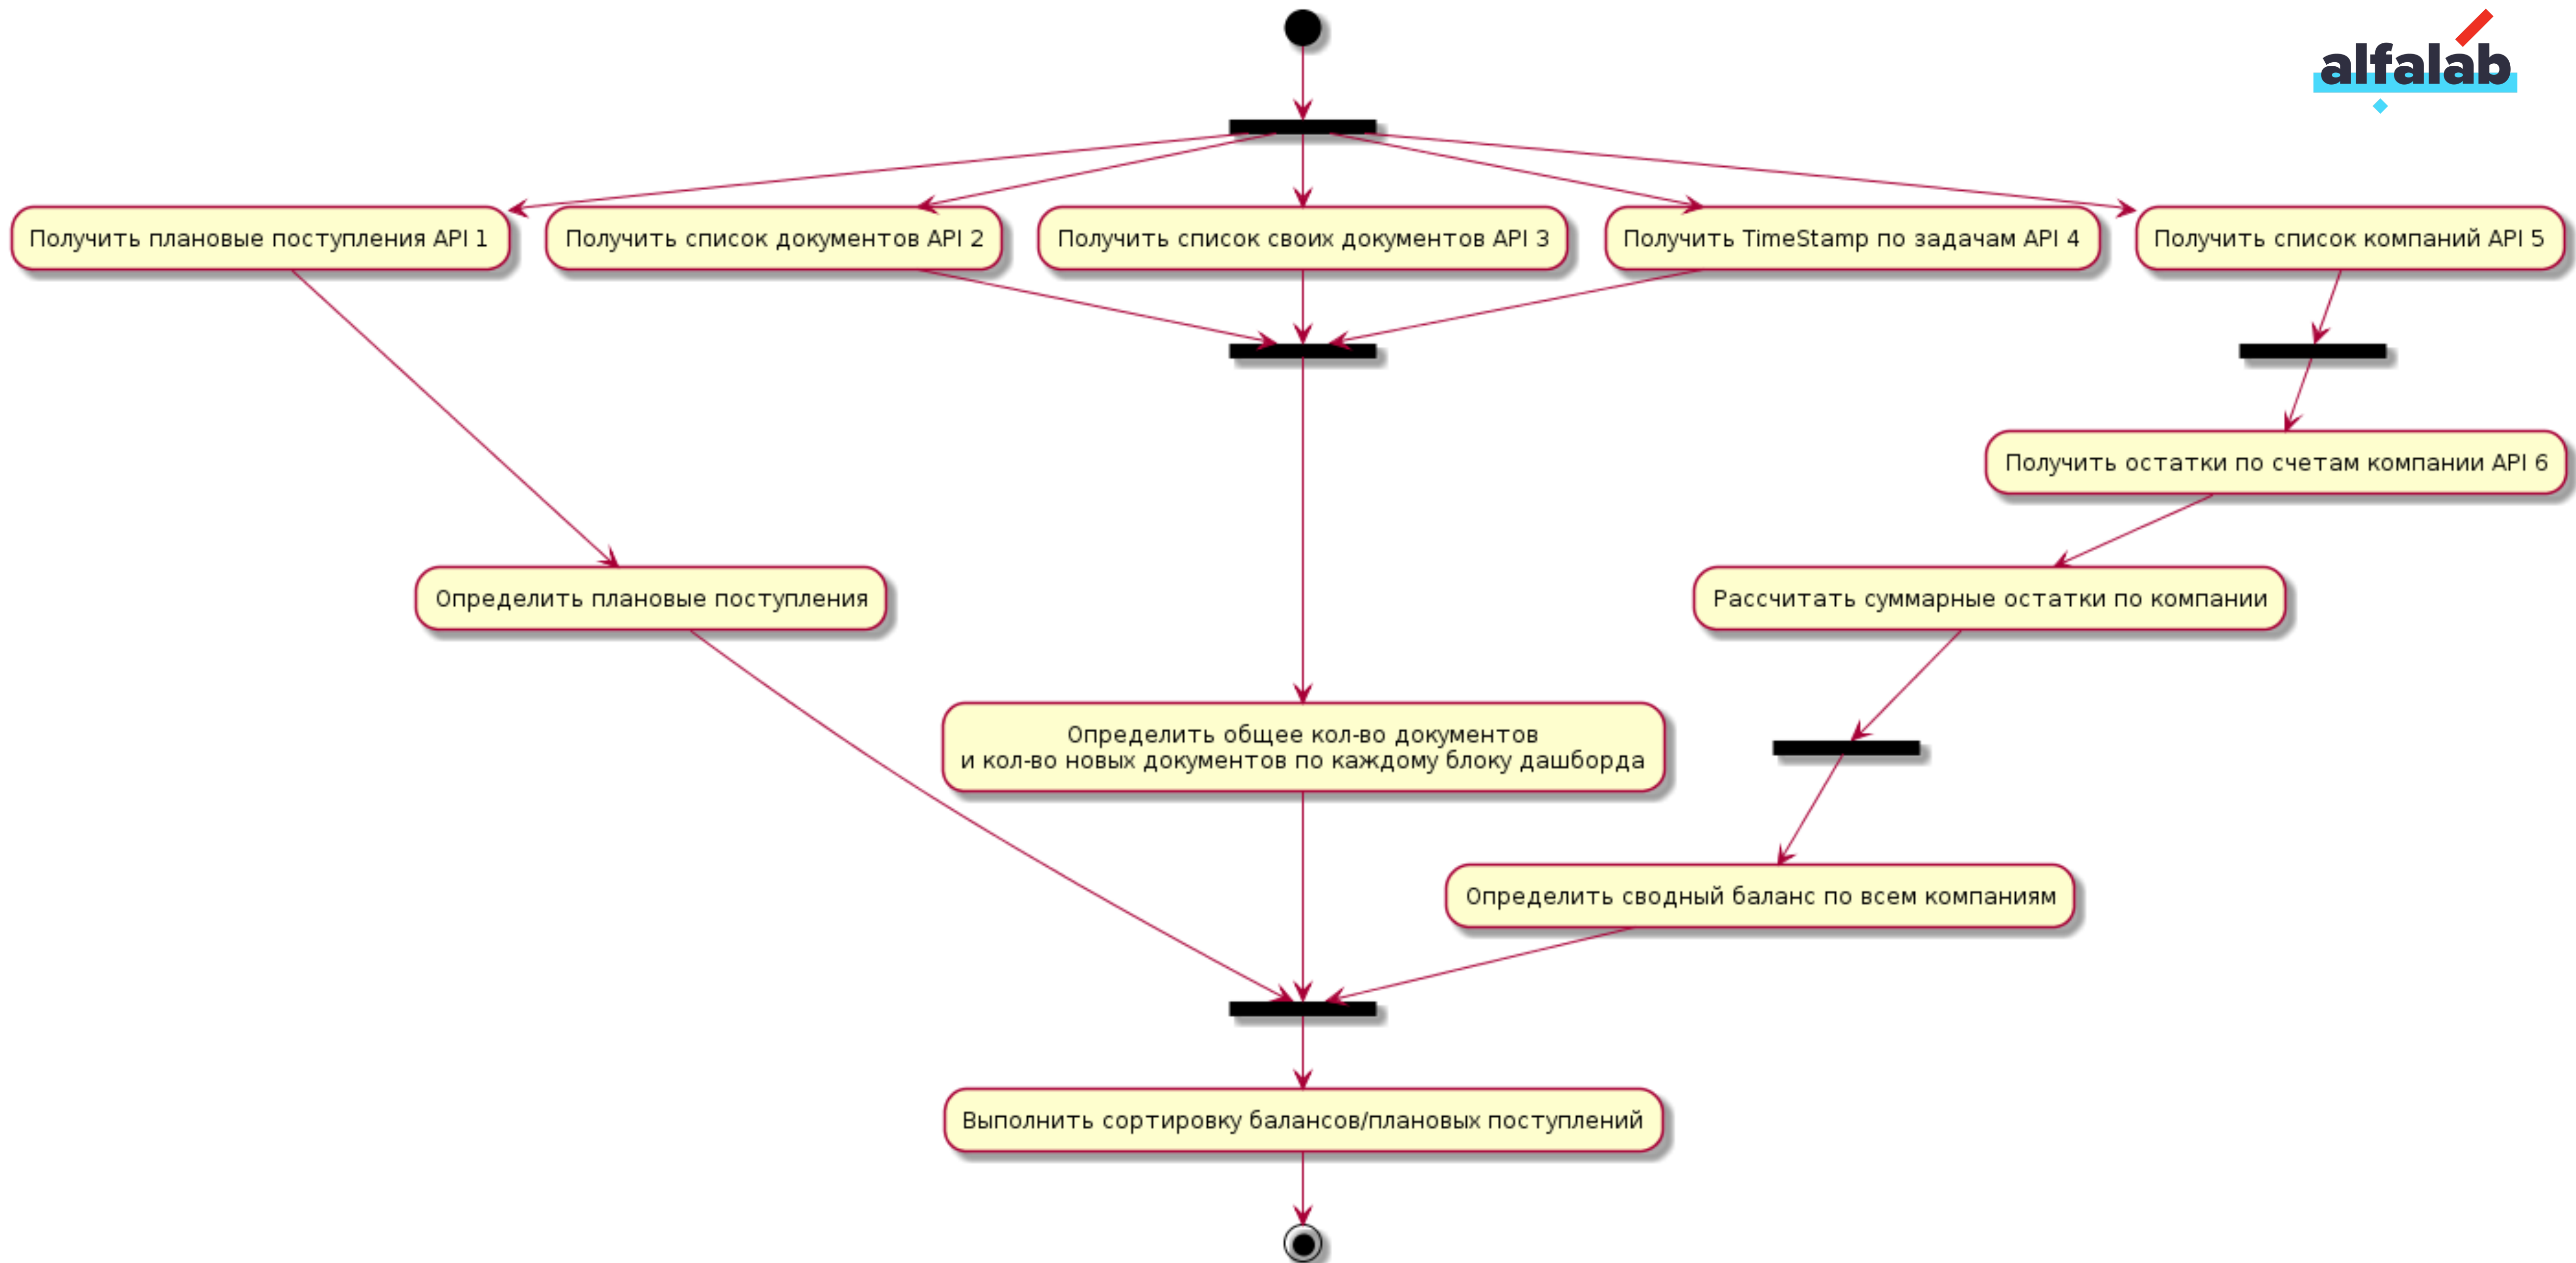 alfalab
Получить плановые поступления API 1
Получить список документов API 2
Получить список своих документов API 3
Получить TimeStamp по задачам API 4
Получить список компаний API 5
Получить остатки по счетам компании API 6
Определить плановые поступления
Рассчитать суммарные остатки по компании
Определить общее кол-во документов
и кол-во новых документов по каждому блоку дашборда
Определить сводный баланс по всем компаниям
Выполнить сортировку балансов/плановых поступлений